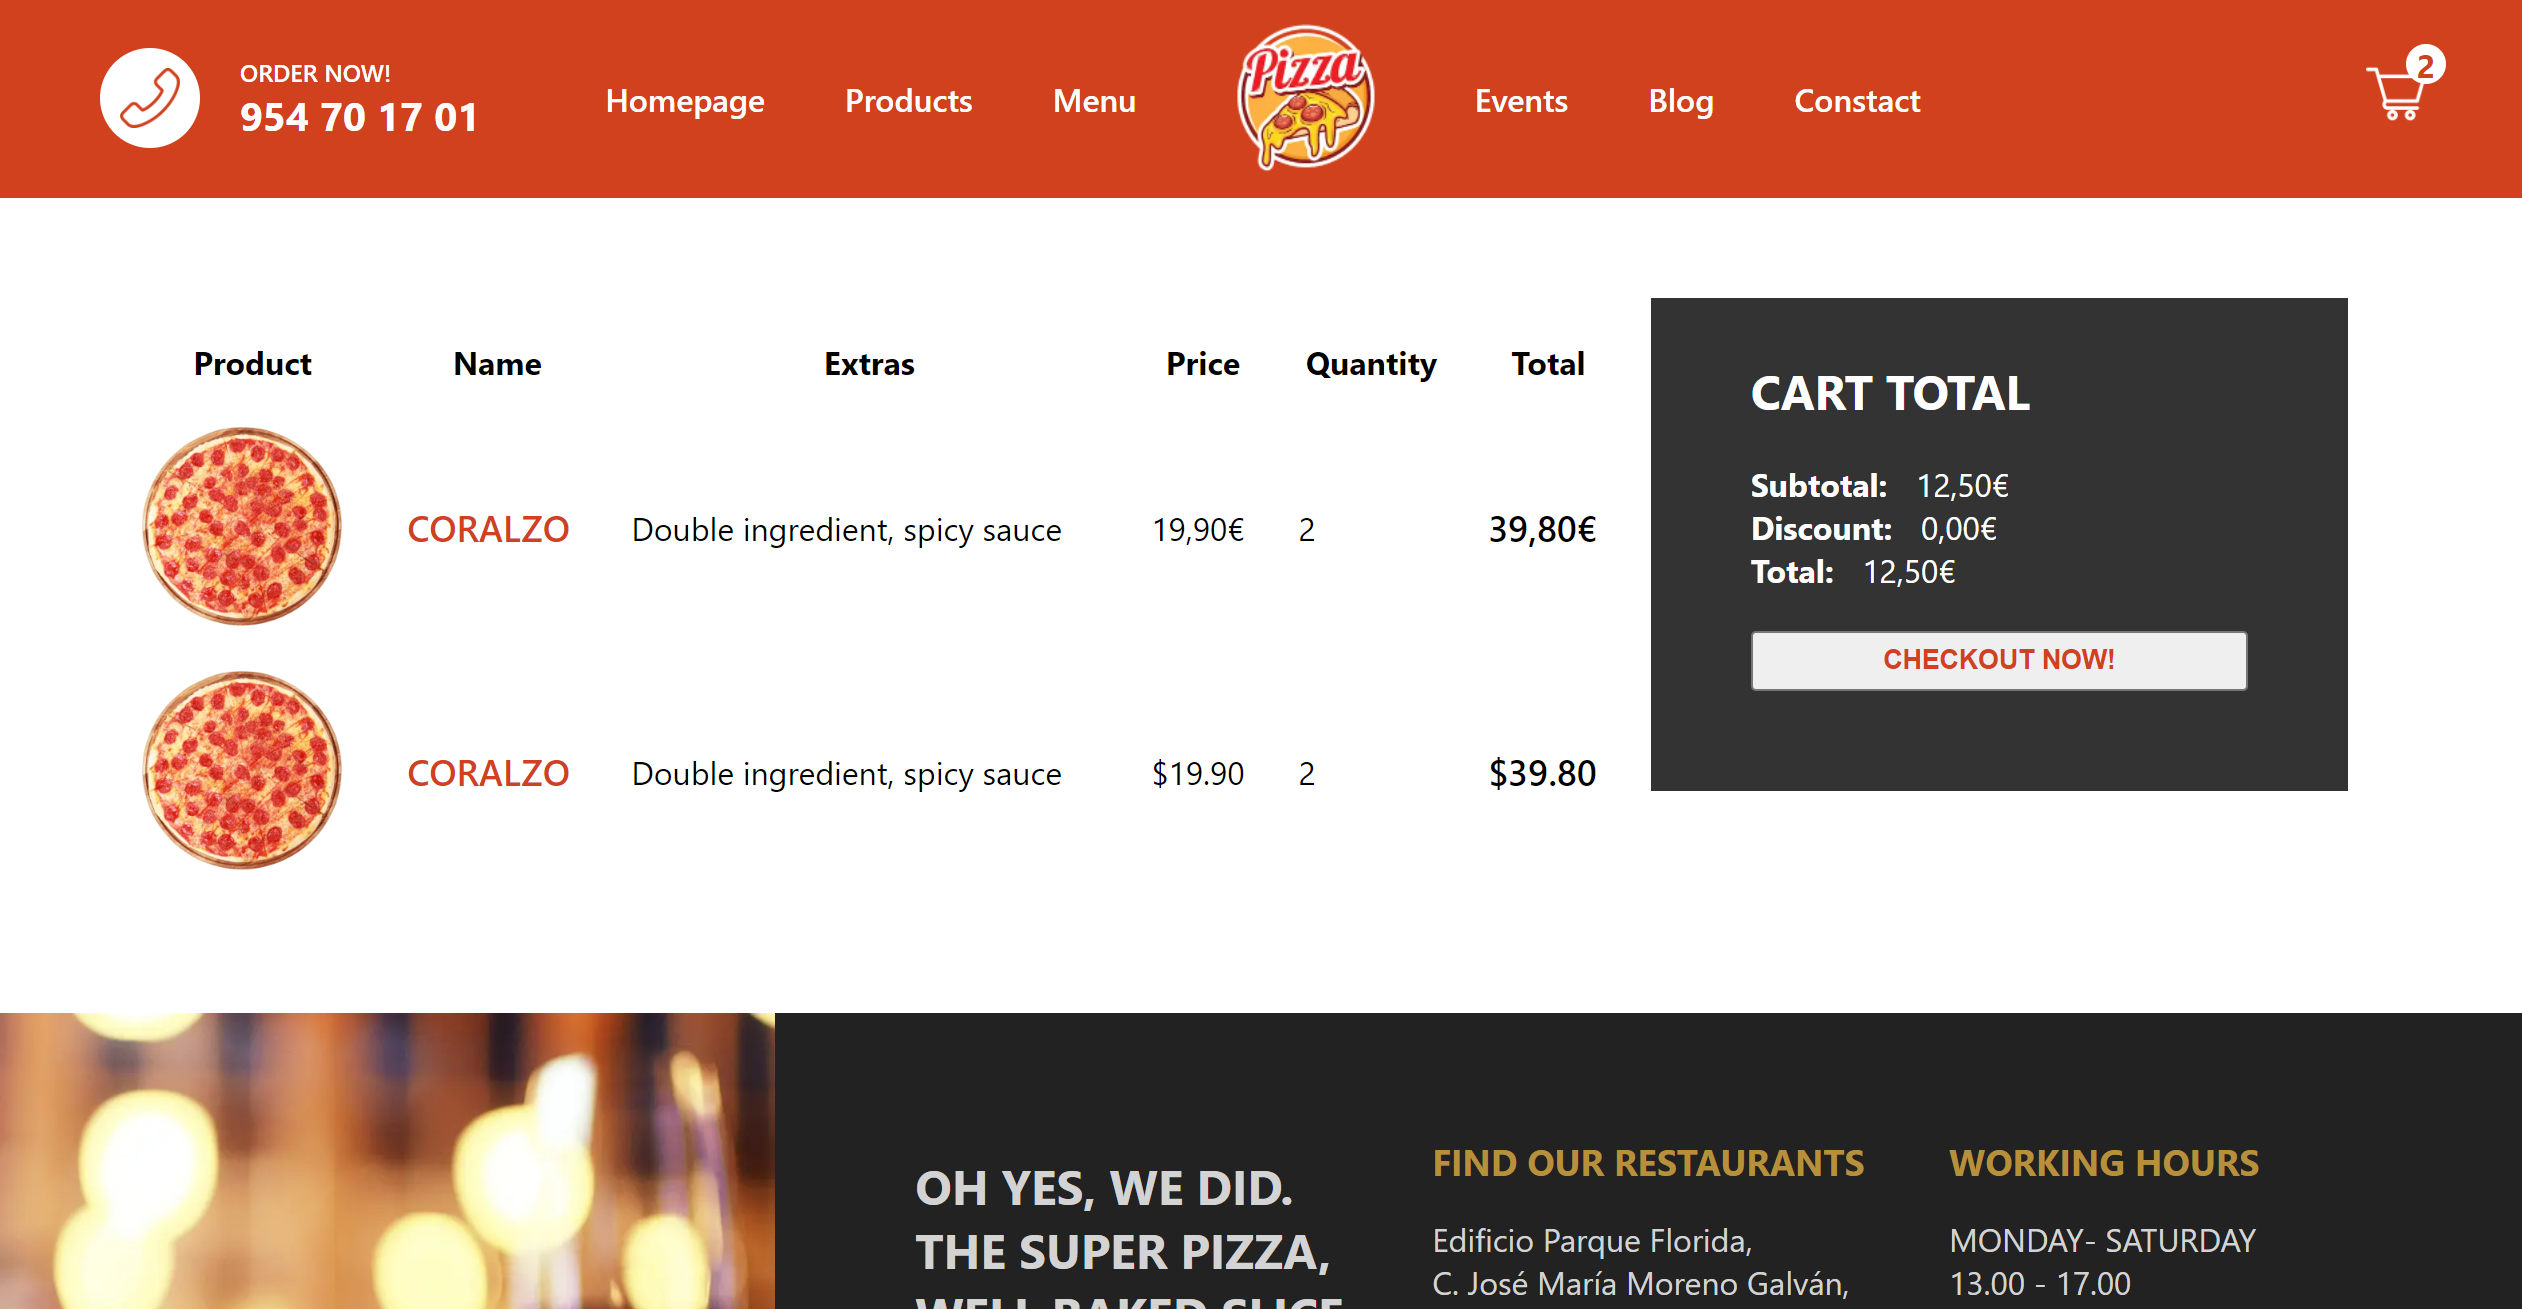 ORDER NOW!
954 70 17 01
Homepage
Products
Menu
Pizza
Events
Blog
Constact
2
Product Name Extras Price Quantity Total
CORALZO Double ingredient, spicy sauce 19,90€ 2 39,80€
CORALZO Double ingredient, spicy sauce $19.90 2 $39.80
CART TOTAL
Subtotal: 12,50€
Discount: 0,00€
Total: 12,50€
CHECKOUT NOW!
OH YES, WE DID.
THE SUPER PIZZA,
WELL BAKED SLICE
FIND OUR RESTAURANTS
Edificio Parque Florida,
C. José María Moreno Galván,
WORKING HOURS
MONDAY- SATURDAY
13.00 - 17.00